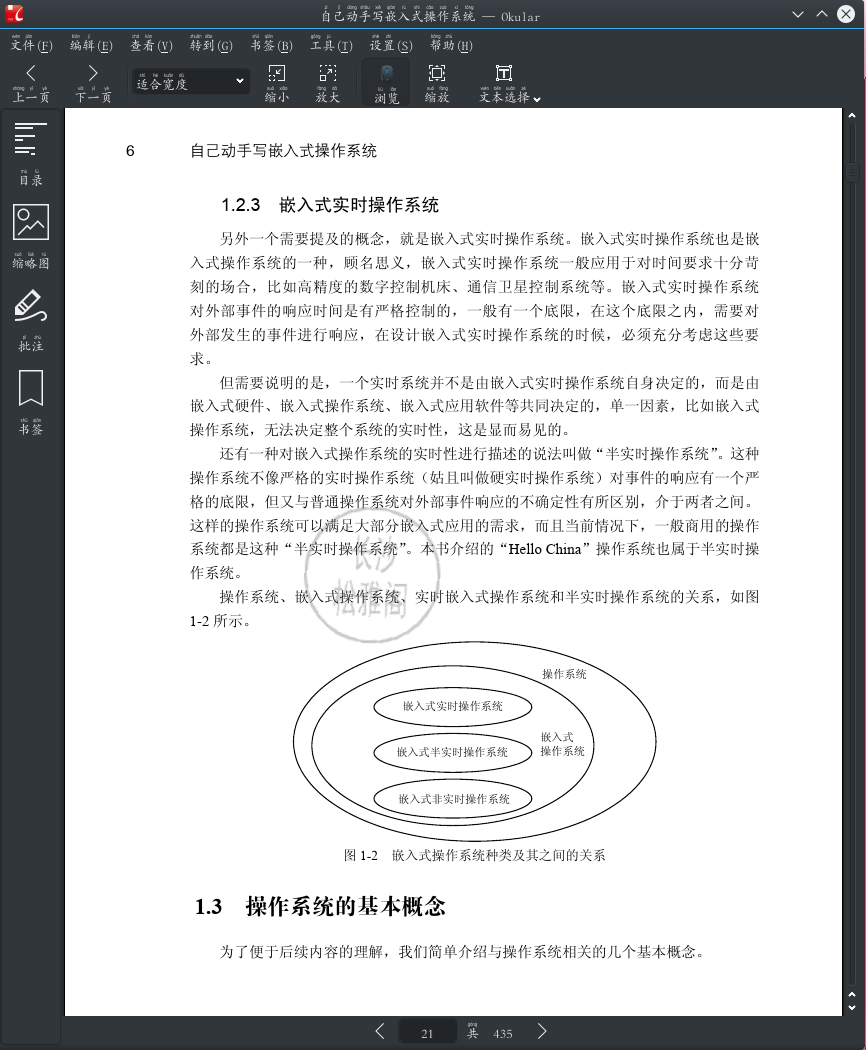 自己动手写嵌入式操作系统 — Okular
文件(F) 编辑(E) 查看(V) 转到(G) 书签(B) 工具(T) 设置(S) 帮助(H)
上一页 下一页 适合宽度 缩小 放大 浏览 缩放 文本选择
目录
缩略图
批注
书签
6 自己动手写嵌入式操作系统
1.2.3 嵌入式实时操作系统
另外一个需要提及的概念，就是嵌入式实时操作系统。嵌入式实时操作系统也是嵌
入式操作系统的一种，顾名思义，嵌入式实时操作系统一般应用于对时间要求十分苛
刻的场合，比如高精度的数字控制机床、通信卫星控制系统等。嵌入式实时操作系统
对外部事件的响应时间是有严格控制的，一般有一个底限，在这个底限之内，需要对
外部发生的事件进行响应，在设计嵌入式实时操作系统的时候，必须充分考虑这些要
求。
但需要说明的是，一个实时系统并不是由嵌入式实时操作系统自身决定的，而是由
嵌入式硬件、嵌入式操作系统、嵌入式应用软件等共同决定的，单一因素，比如嵌入式
操作系统，无法决定整个系统的实时性，这是显而易见的。
还有一种对嵌入式操作系统的实时性进行描述的说法叫做“半实时操作系统”。这种
操作系统不像严格的实时操作系统（姑且叫做硬实时操作系统）对事件的响应有一个严
格的底限，但又与普通操作系统对外部事件响应的不确定性有所区别，介于两者之间。
这样的操作系统可以满足大部分嵌入式应用的需求，而且当前情况下，一般商用的操作
系统都是这种“半实时操作系统”。本书介绍的“Hello China”操作系统也属于半实时操
作系统。
长沙
松雅阁
操作系统、嵌入式操作系统、实时嵌入式操作系统和半实时操作系统的关系，如图
1-2 所示。
操作系统
嵌入式实时操作系统
嵌入式
操作系统
嵌入式半实时操作系统
嵌入式非实时操作系统
图 1-2 嵌入式操作系统种类及其之间的关系
1.3 操作系统的基本概念
为了便于后续内容的理解，我们简单介绍与操作系统相关的几个基本概念。
21 共 435